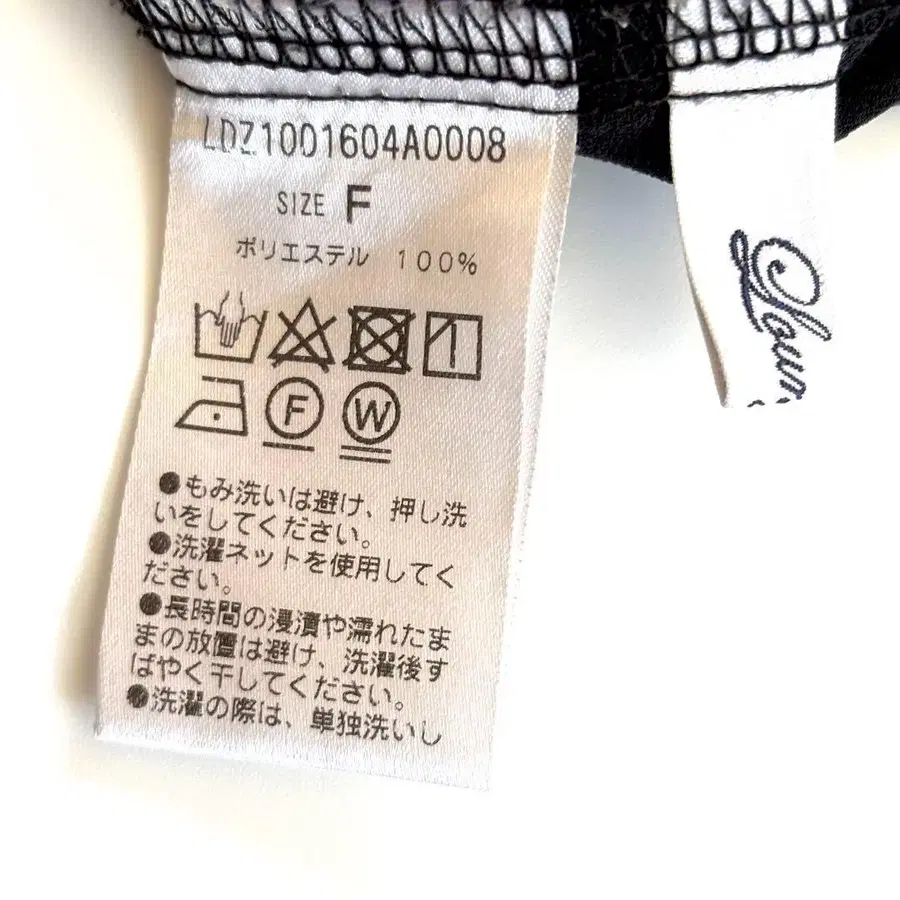 LDZ1001604A0008
SIZE F
ポリエステル 100%
F W
●もみ洗いは避け、押し洗
いをしてください。
●洗濯ネットを使用してく
ださい。
●長時間の浸漬や濡れたま
まの放置は避け、洗濯後す
ばやく干してください。
●洗濯の際は、単独洗いし